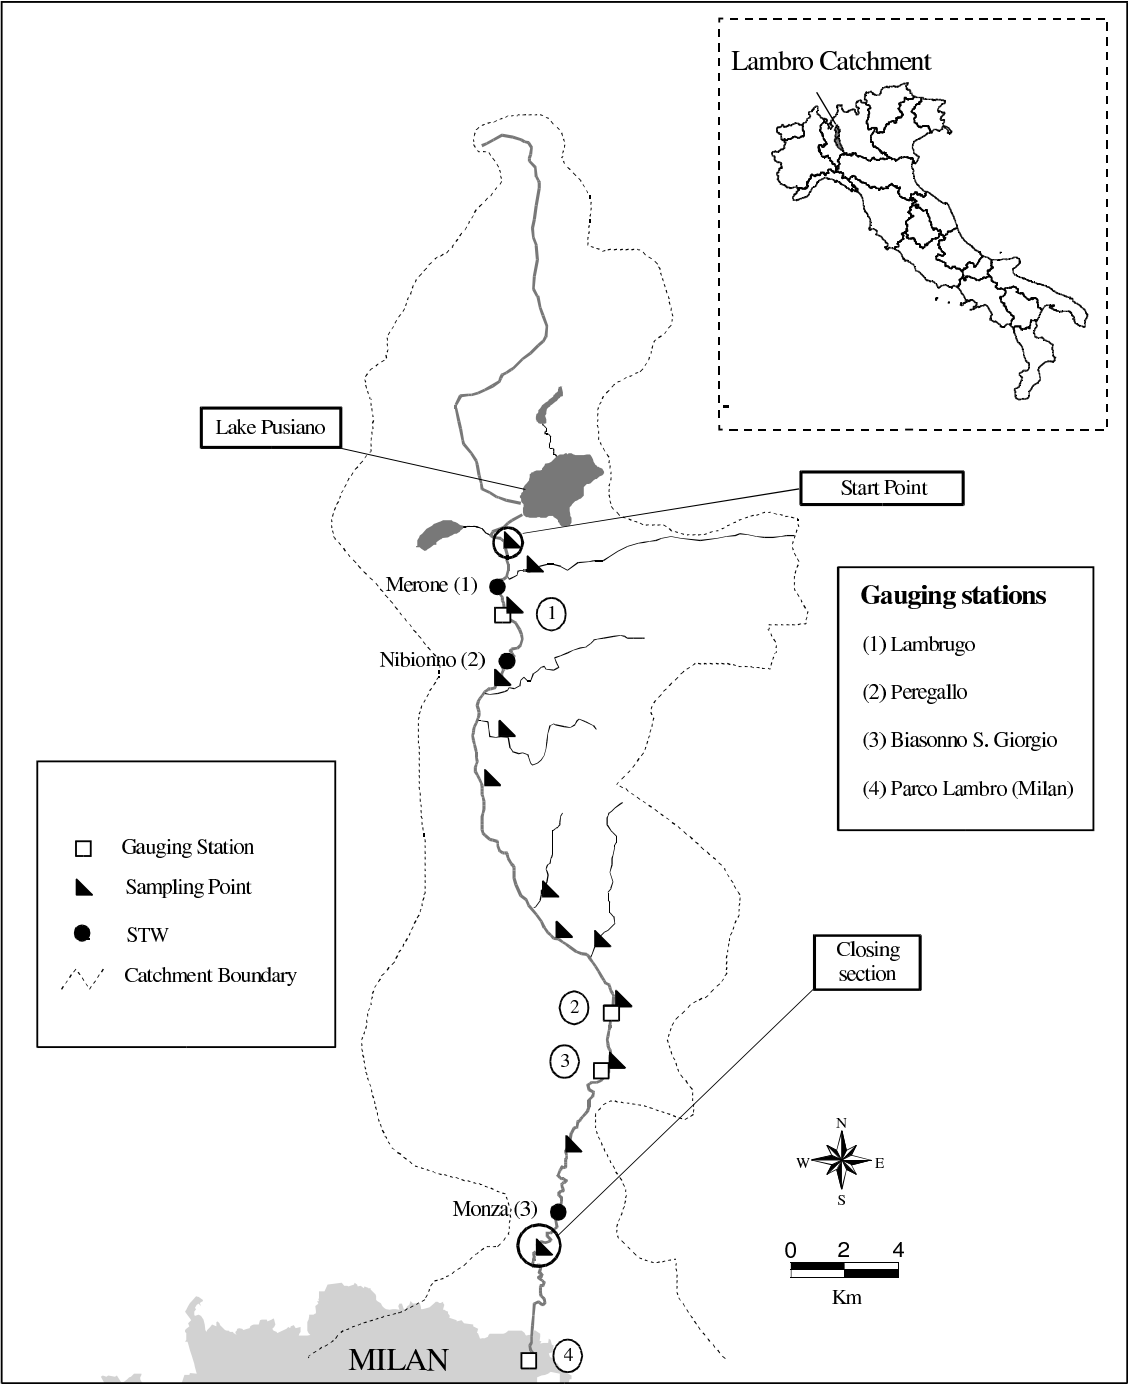 Lambro Catchment
Lake Pusiano
Start Point
Merone (1)
1
Nibionno (2)
Gauging stations
(1) Lambrugo
(2) Peregallo
(3) Biasonno S. Giorgio
(4) Parco Lambro (Milan)
Gauging Station
Sampling Point
STW
Catchment Boundary
Closing
section
2
3
N
W E
S
Monza (3)
0 2 4
Km
MILAN
4